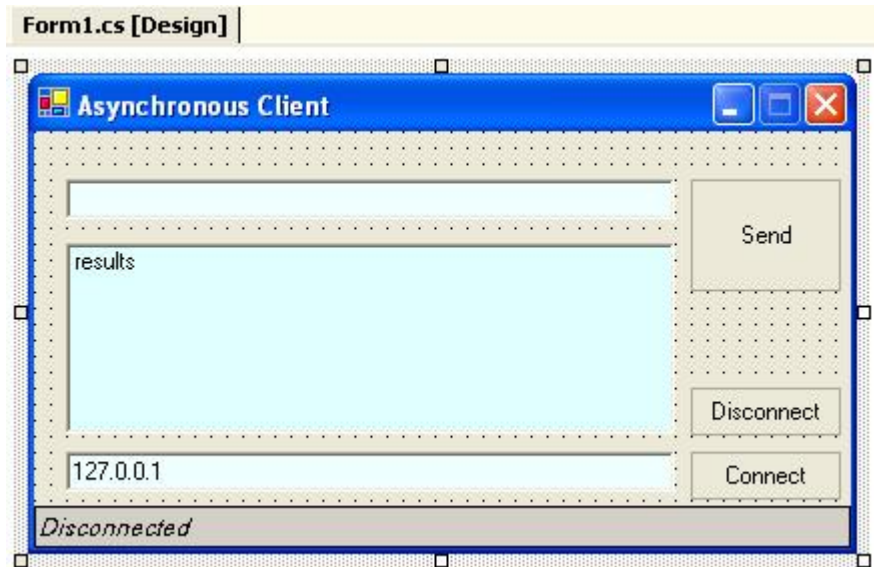 Form1.cs [Design]
Asynchronous Client
Send
results
Disconnect
127.0.0.1
Connect
Disconnected